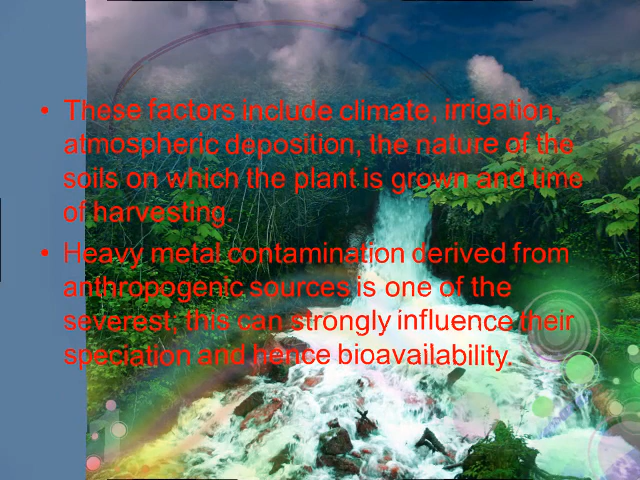 • These factors include climate, irrigation,
atmospheric deposition, the nature of the
soils on which the plant is grown and time
of harvesting.
• Heavy metal contamination derived from
anthropogenic sources is one of the
severest; this can strongly influence their
speciation and hence bioavailability.